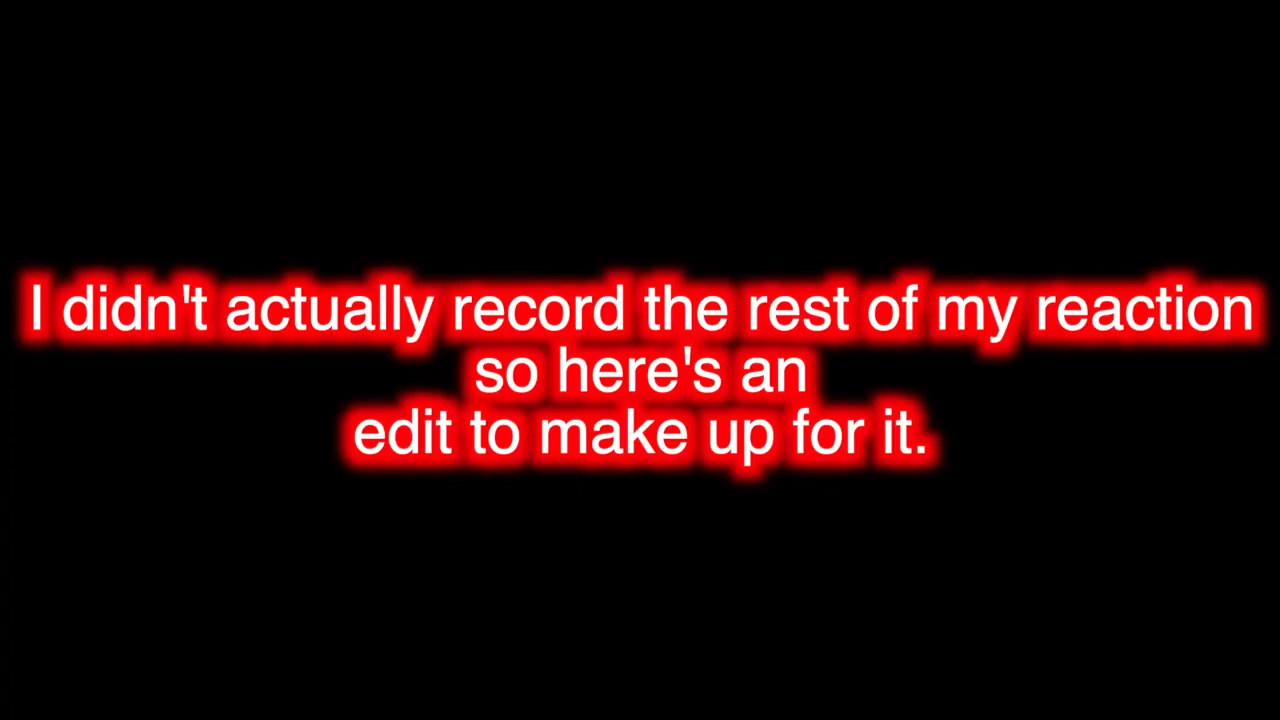 I didn't actually record the rest of my reaction
so here's an
edit to make up for it.